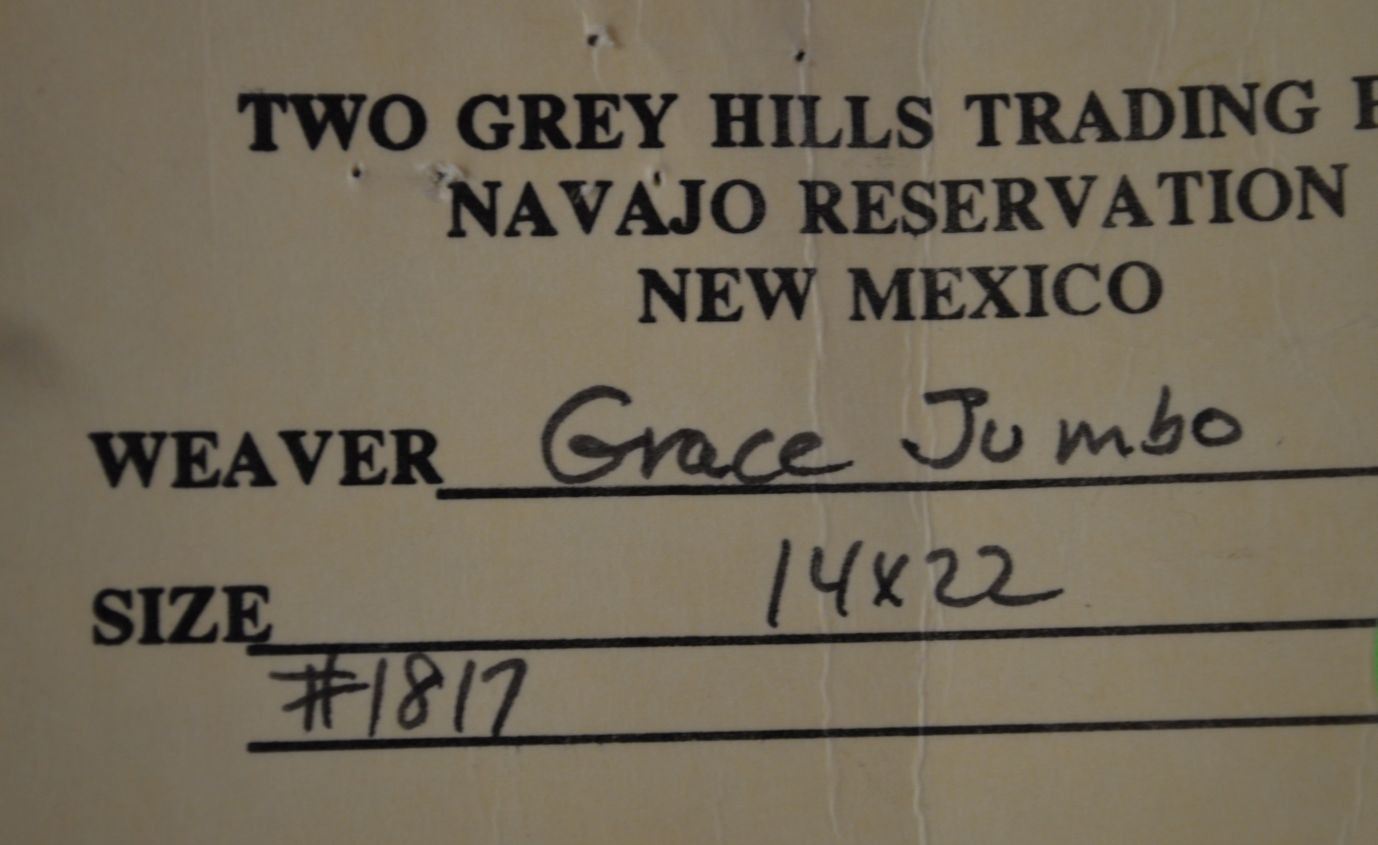 TWO GREY HILLS TRADING
NAVAJO RESERVATION
NEW MEXICO
WEAVER Grace Jumbo
SIZE 14x22
#1817